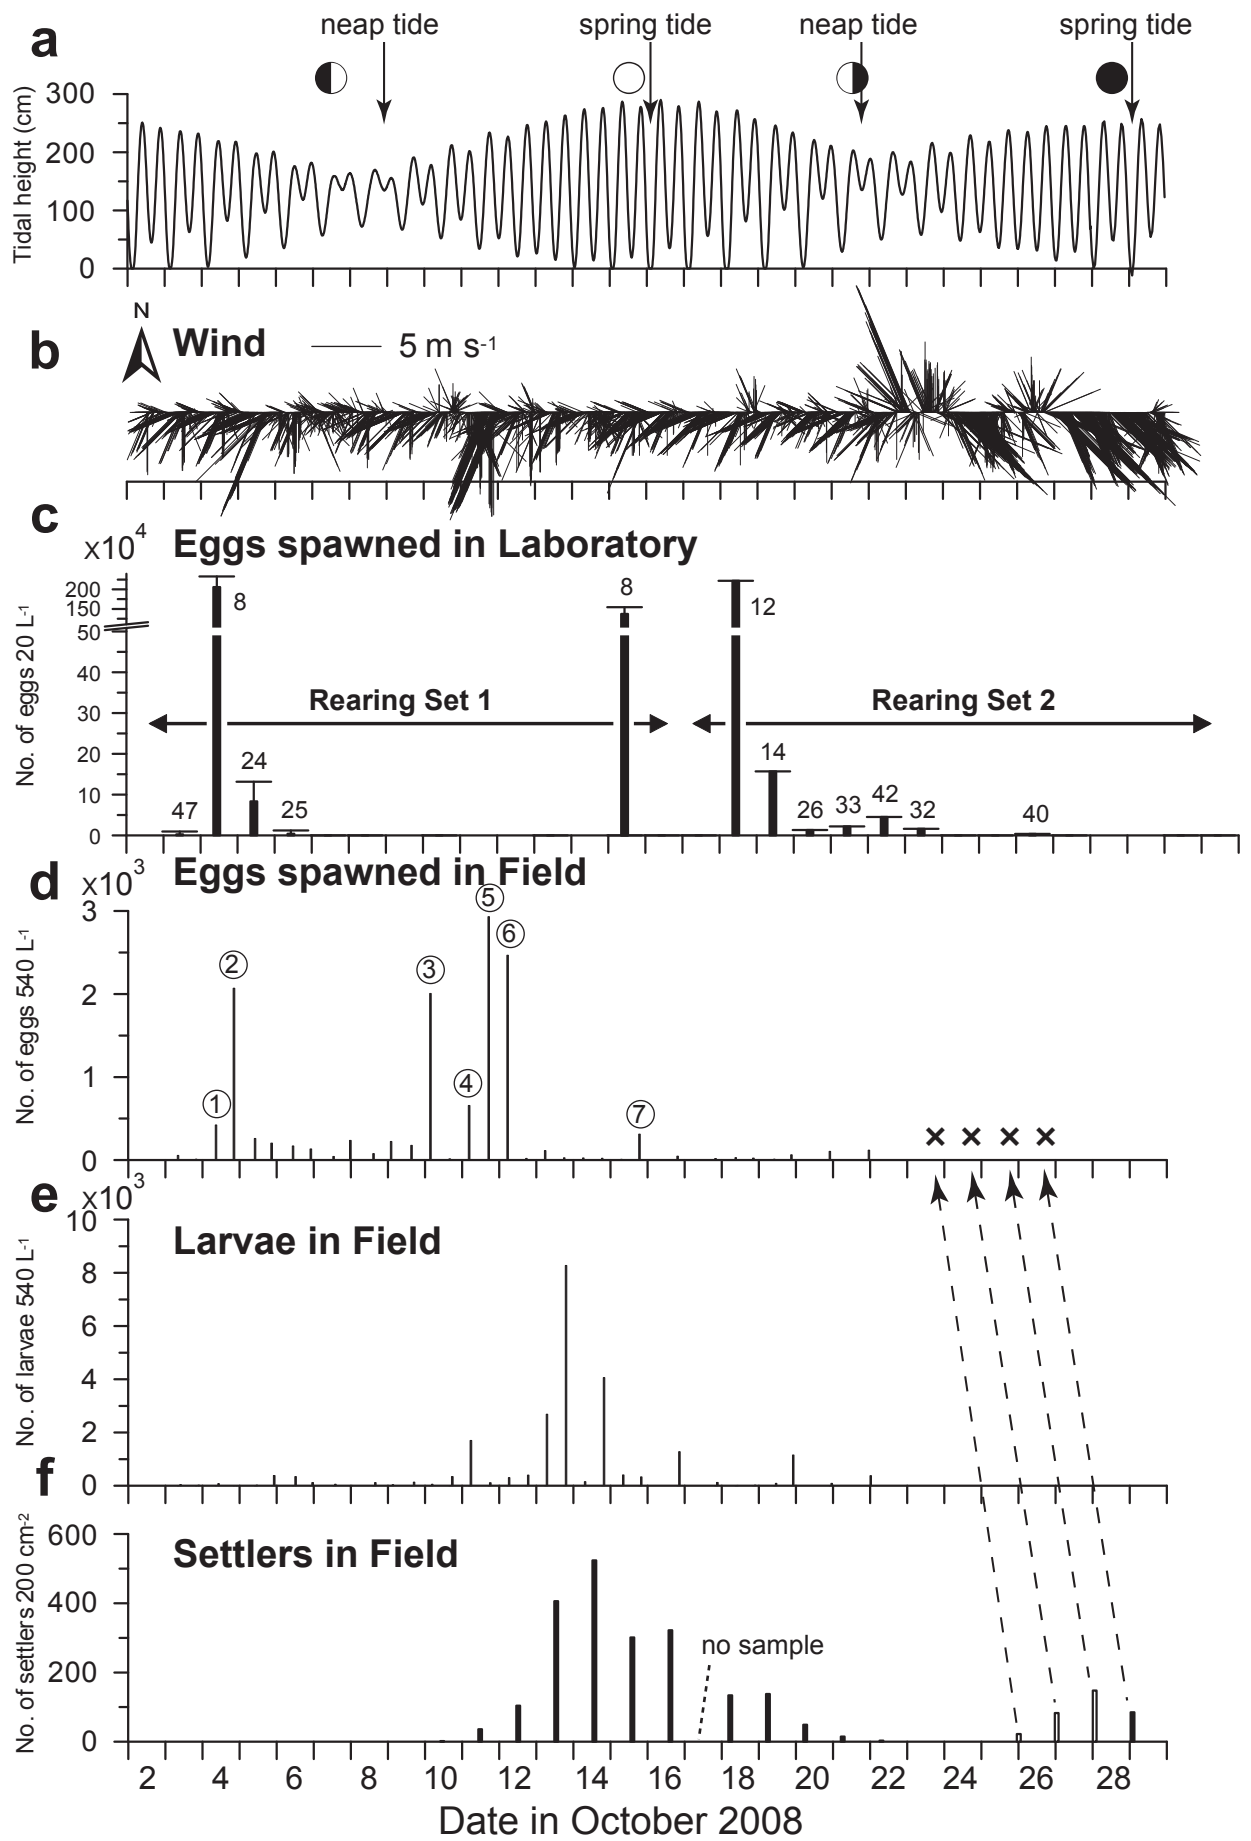 a
neap tide
spring tide
neap tide
spring tide
Tidal height (cm)
300
200
100
0
b
N
Wind
5 m s-1
c
x10^4
Eggs spawned in Laboratory
No. of eggs 20 L-1
200
150
50
40
30
20
10
0
47
8
24
25
8
12
14
26
33
42
32
40
Rearing Set 1
Rearing Set 2
d
x10^3
Eggs spawned in Field
No. of eggs 540 L-1
3
2
1
0
①
②
③
④
⑤
⑥
⑦
× × × ×
e
x10^3
Larvae in Field
No. of larvae 540 L-1
10
8
6
4
2
0
f
Settlers in Field
No. of settlers 200 cm-2
600
400
200
0
no sample
2 4 6 8 10 12 14 16 18 20 22 24 26 28
Date in October 2008